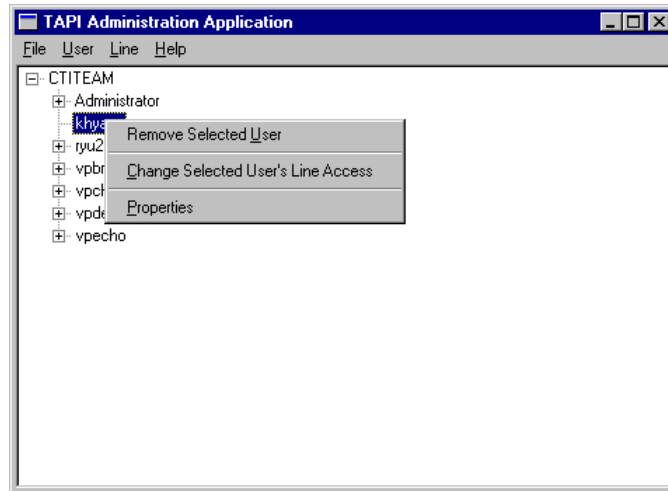 TAPI Administration Application
File User Line Help
CTITEAM
Administrator
Remove Selected User
Change Selected User's Line Access
Properties
vpecho